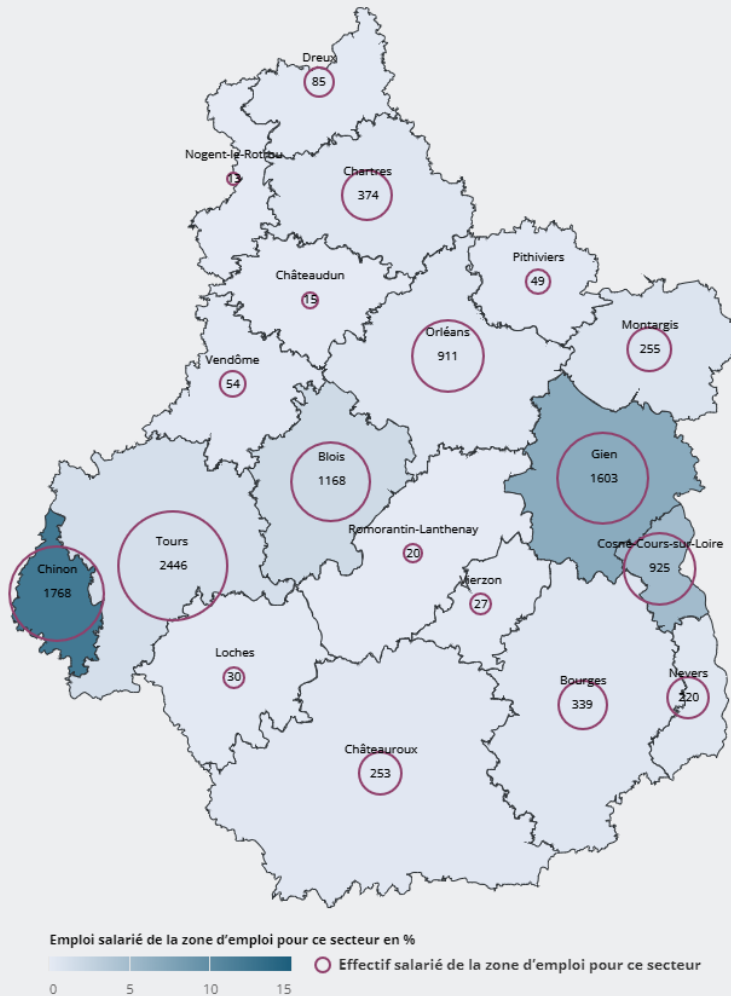 Dreux
85
Nogent-le-Rotrou
13
Chartres
374
Pithiviers
49
Châteaudun
15
Orléans
911
Montargis
255
Vendôme
54
Blois
1168
Gien
1603
Romorantin-Lanthenay
20
Cosne-Cours-sur-Loire
925
Tours
2446
Chinon
1768
Vierzon
27
Loches
30
Bourges
339
Nevers
220
Châteauroux
253
Emploi salarié de la zone d'emploi pour ce secteur en %
0 5 10 15
Effectif salarié de la zone d'emploi pour ce secteur